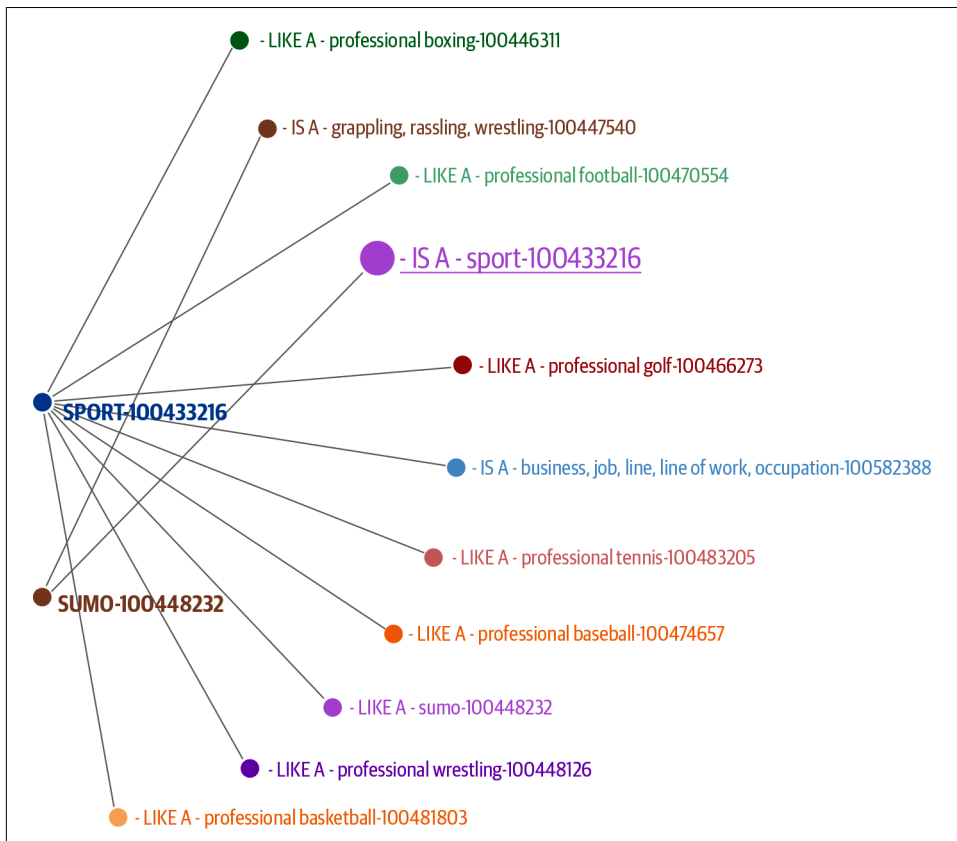 - LIKE A - professional boxing-100446311
- IS A - grappling, rassling, wrestling-100447540
- LIKE A - professional football-100470554
- IS A - sport-100433216
- LIKE A - professional golf-100466273
SPORT-100433216
- IS A - business, job, line, line of work, occupation-100582388
- LIKE A - professional tennis-100483205
SUMO-100448232
- LIKE A - professional baseball-100474657
- LIKE A - sumo-100448232
- LIKE A - professional wrestling-100448126
- LIKE A - professional basketball-100481803